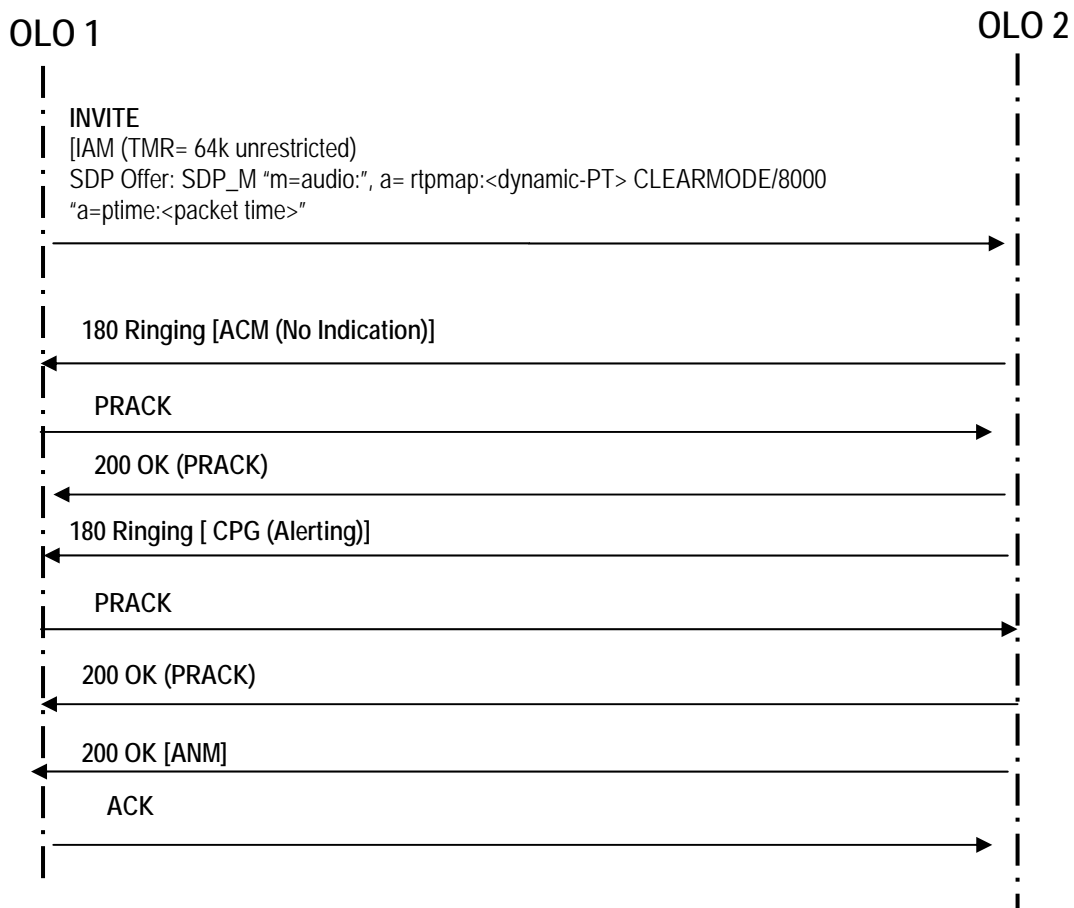 OLO 1
OLO 2
INVITE
[IAM (TMR= 64k unrestricted)
SDP Offer: SDP_M “m=audio:”, a= rtpmap:<dynamic-PT> CLEARMODE/8000
“a=ptime:<packet time>”
180 Ringing [ACM (No Indication)]
PRACK
200 OK (PRACK)
180 Ringing [ CPG (Alerting)]
PRACK
200 OK (PRACK)
200 OK [ANM]
ACK